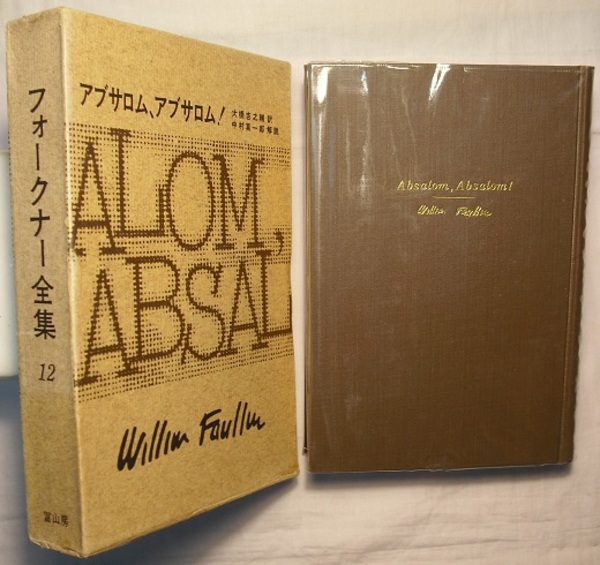 フォークナー全集
12
冨山房
アブサロム、アブサロム!
大橋吉之輔 訳
中村真一郎 解説
ALOM,
ABSAL
William Faulkner
Absalom, Absalom!
William Faulkner